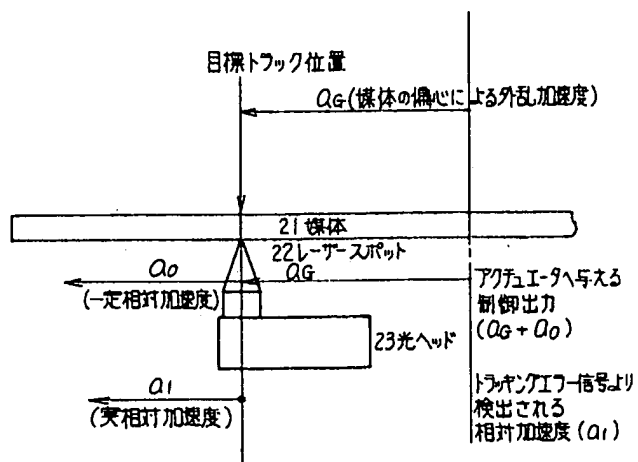 目標トラック位置
aG(媒体の偏心による外乱加速度)
21媒体
22レーザースポット
a0
aG
(一定相対加速度)
アクチュエータへ与える
制御出力
(aG+a0)
23光ヘッド
a1
(実相対加速度)
トラッキングエラー信号より
検出される
相対加速度(a1)